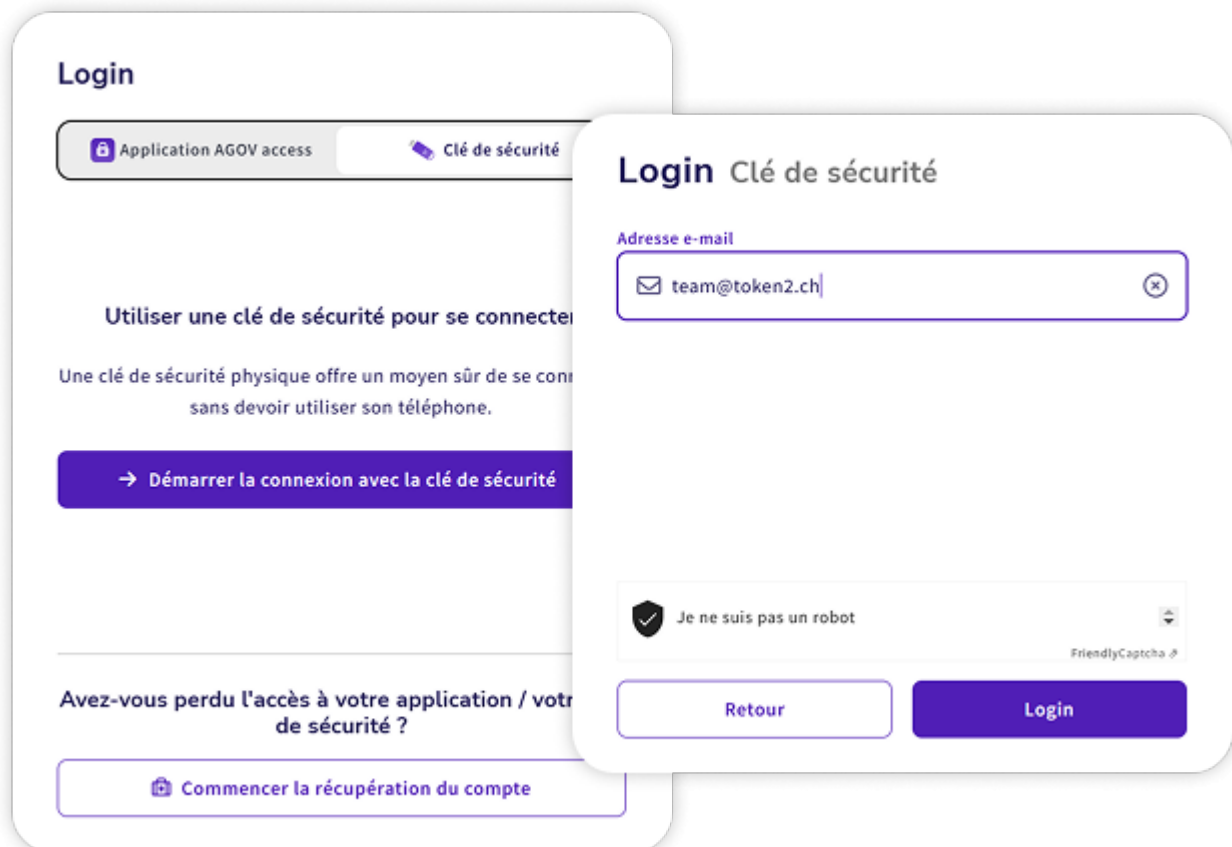 Login
Application AGOV access
Clé de sécurité
Utiliser une clé de sécurité pour se connecter
Une clé de sécurité physique offre un moyen sûr de se
sans devoir utiliser son téléphone.
→ Démarrer la connexion avec la clé de sécurité
Avez-vous perdu l'accès à votre application /
de sécurité ?
Commencer la récupération du compte
Login Clé de sécurité
Adresse e-mail
team@token2.ch
Je ne suis pas un robot
FriendlyCaptcha ⇗
Retour
Login